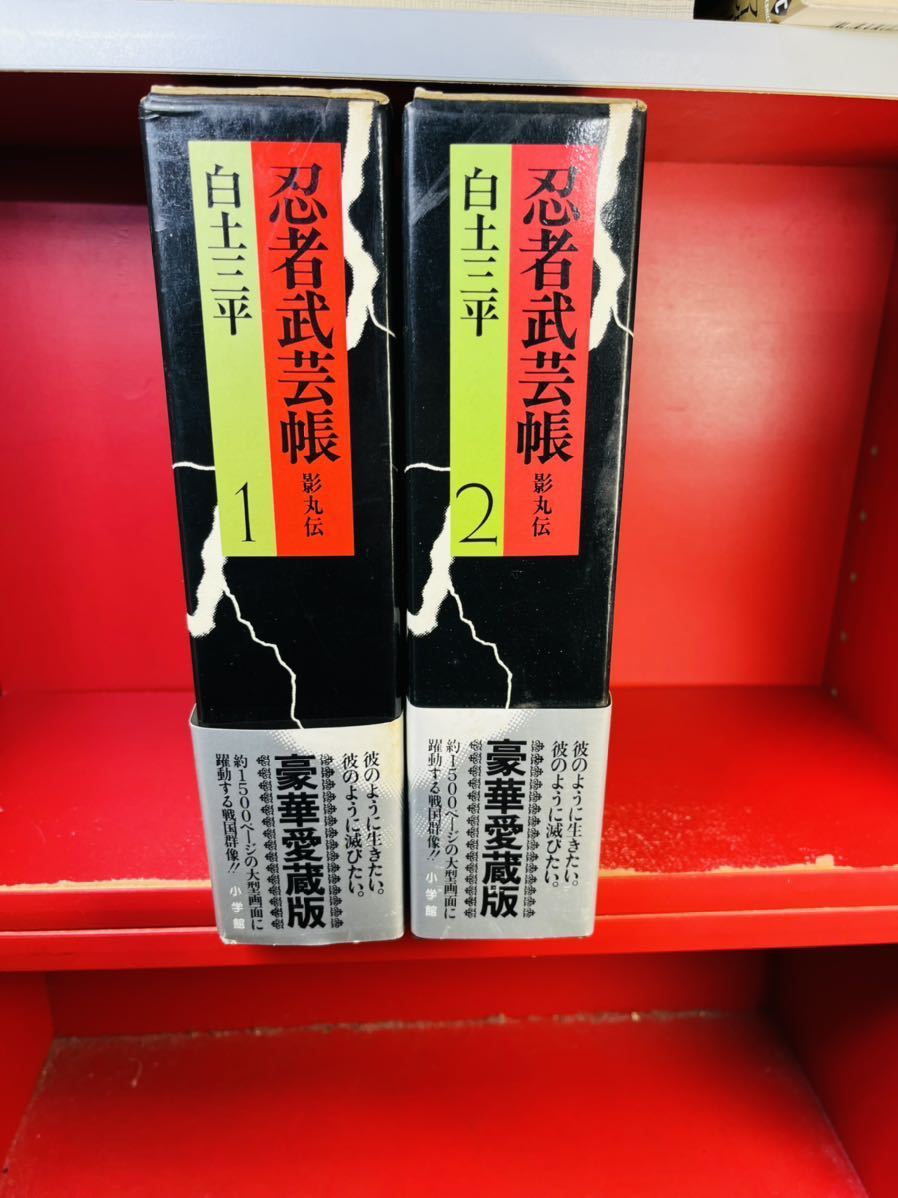 忍者武芸帳
影丸伝
白土三平
1
彼のように生きたい。
彼のように滅びたい。
豪華愛蔵版
約1500ページの大型画面に
躍動する戦国群像!!
小学館
忍者武芸帳
影丸伝
白土三平
2
彼のように生きたい。
彼のように滅びたい。
豪華愛蔵版
約1500ページの大型画面に
躍動する戦国群像!!
小学館